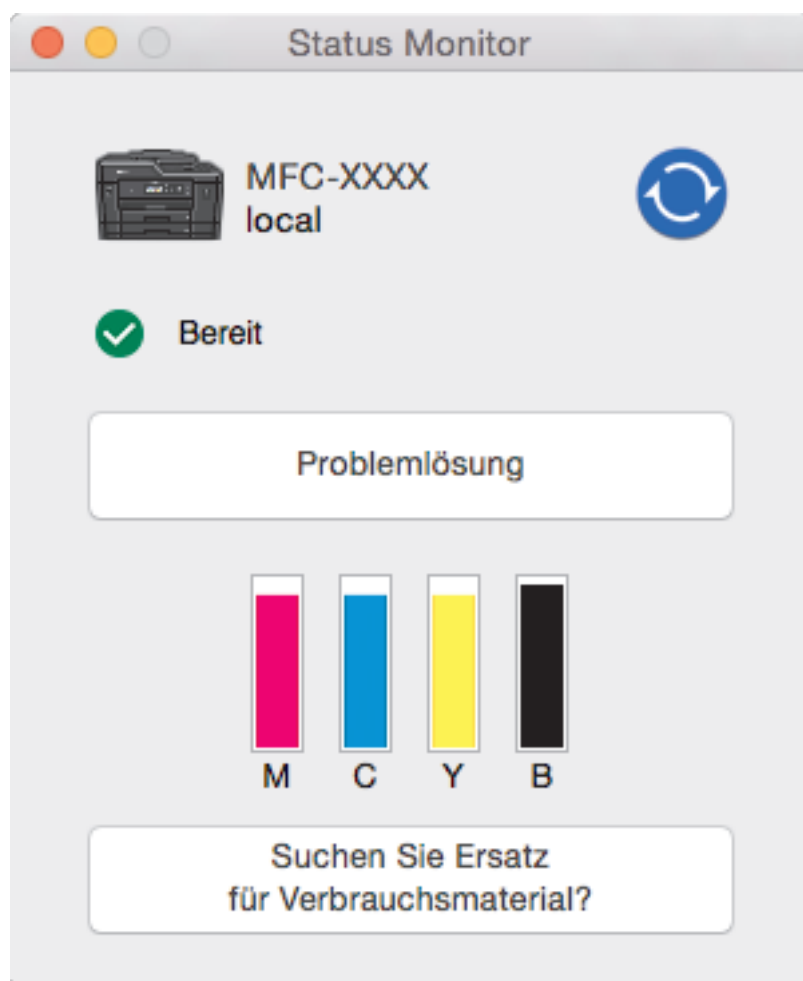 Status Monitor
MFC-XXXX
local
Bereit
Problemlösung
M C Y B
Suchen Sie Ersatz
für Verbrauchsmaterial?